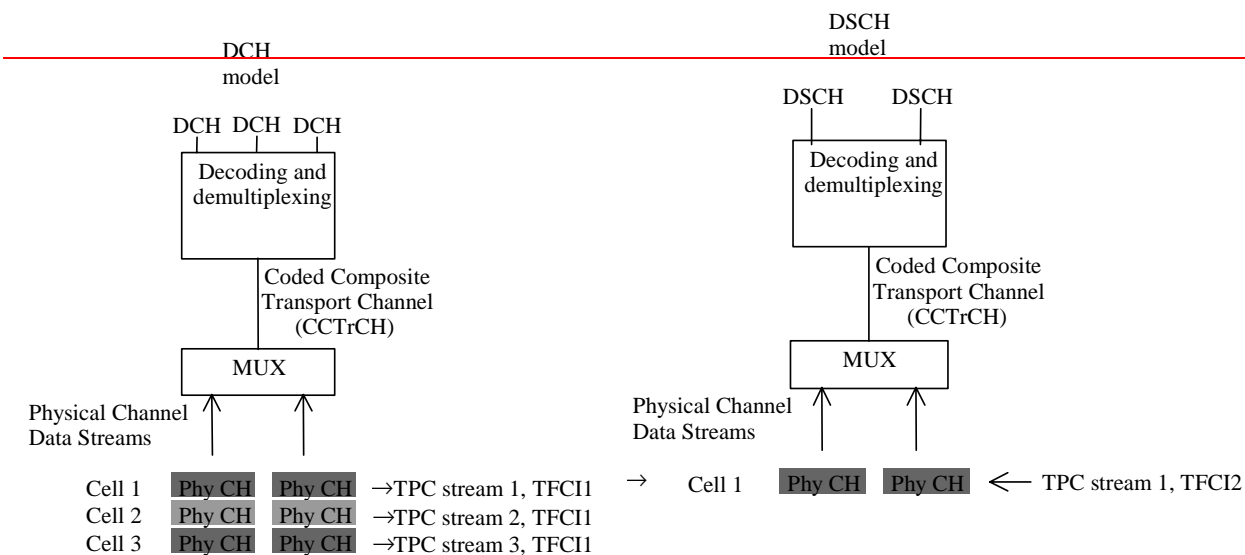 DCH
model
DCH DCH DCH
Decoding and
demultiplexing
Coded Composite
Transport Channel
(CCTrCH)
MUX
Physical Channel
Data Streams
Cell 1 Phy CH Phy CH →TPC stream 1, TFCI1
Cell 2 Phy CH Phy CH →TPC stream 2, TFCI1
Cell 3 Phy CH Phy CH →TPC stream 3, TFCI1
DSCH
model
DSCH DSCH
Decoding and
demultiplexing
Coded Composite
Transport Channel
(CCTrCH)
MUX
Physical Channel
Data Streams
→ Cell 1 Phy CH Phy CH ← TPC stream 1, TFCI2